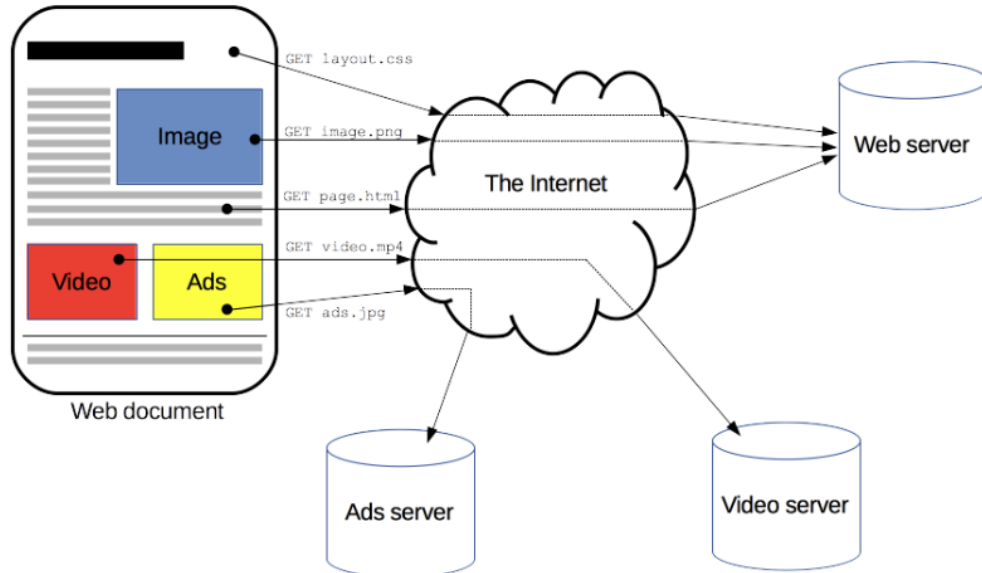 GET layout.css
Image
GET image.png
Web server
The Internet
GET page.html
GET video.mp4
Video
Ads
GET ads.jpg
Web document
Ads server
Video server